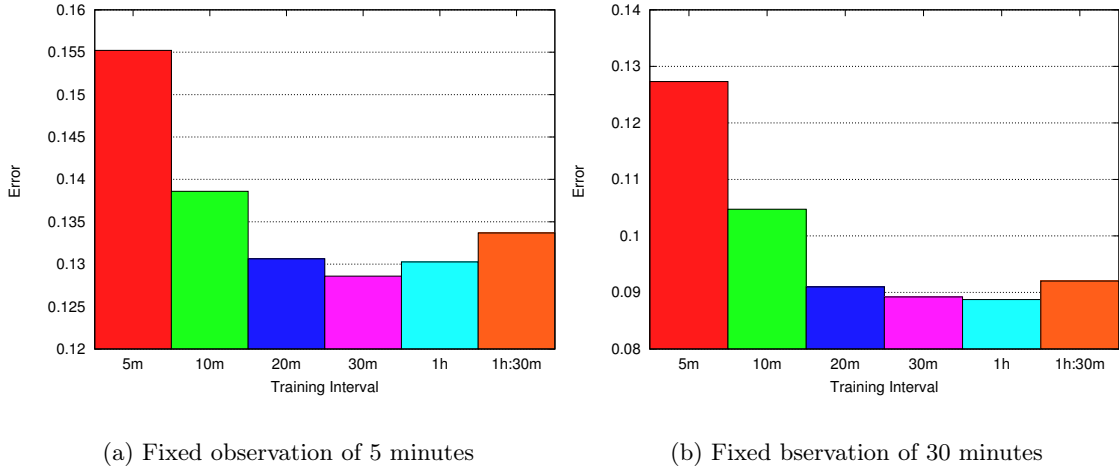 0.16
0.155
0.15
0.145
0.14
0.135
0.13
0.125
0.12
Error
5m 10m 20m 30m 1h 1h:30m
Training Interval
(a) Fixed observation of 5 minutes
0.14
0.13
0.12
0.11
0.1
0.09
0.08
Error
5m 10m 20m 30m 1h 1h:30m
Training Interval
(b) Fixed bservation of 30 minutes